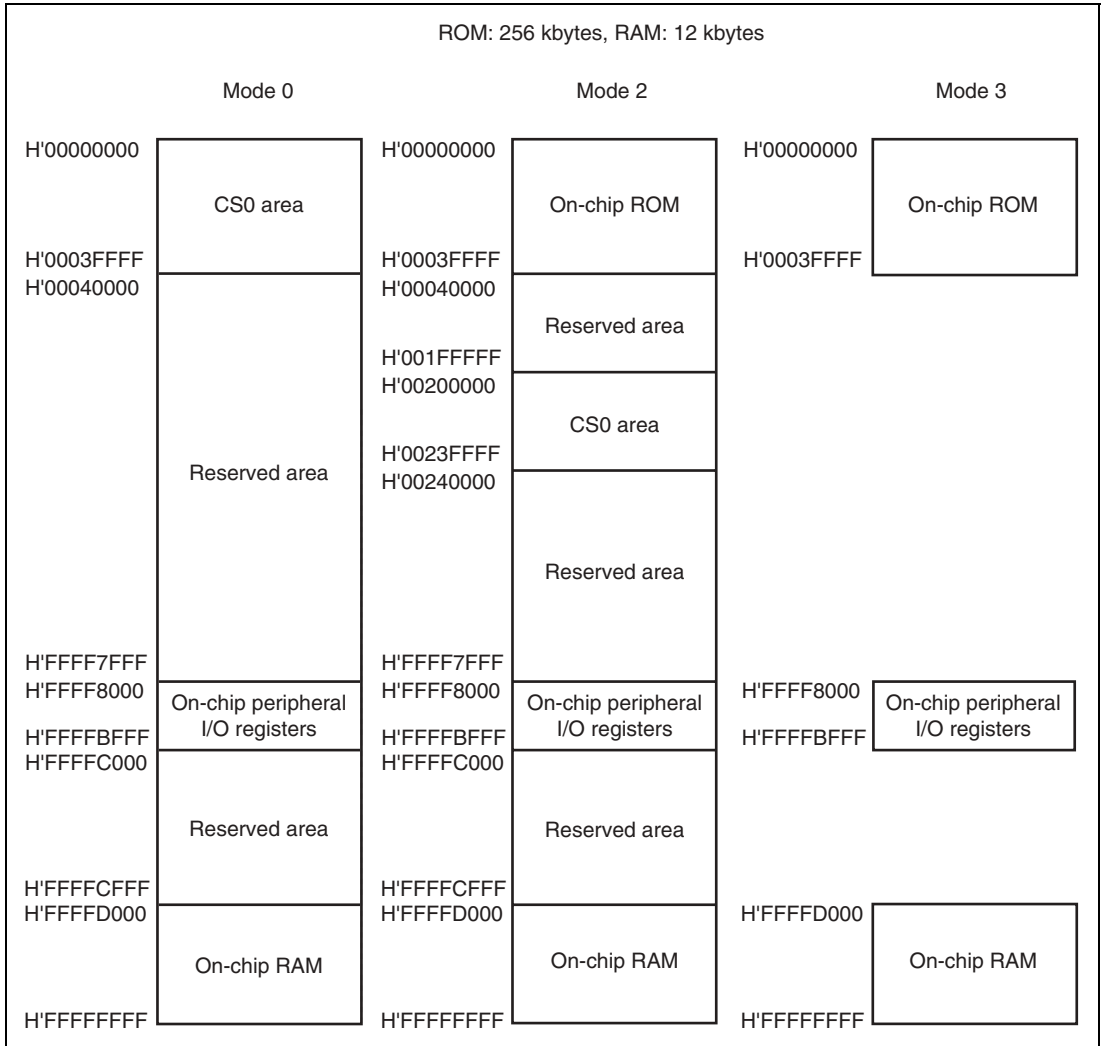 ROM: 256 kbytes, RAM: 12 kbytes
Mode 0
Mode 2
Mode 3
H'00000000
CS0 area
H'0003FFFF
H'00040000
Reserved area
H'FFFF7FFF
H'FFFF8000
On-chip peripheral
I/O registers
H'FFFFBFFF
H'FFFFC000
Reserved area
H'FFFFCFFF
H'FFFFD000
On-chip RAM
H'FFFFFFFF
H'00000000
On-chip ROM
H'0003FFFF
H'00040000
Reserved area
H'001FFFFF
H'00200000
CS0 area
H'0023FFFF
H'00240000
Reserved area
H'FFFF7FFF
H'FFFF8000
On-chip peripheral
I/O registers
H'FFFFBFFF
H'FFFFC000
Reserved area
H'FFFFCFFF
H'FFFFD000
On-chip RAM
H'FFFFFFFF
H'00000000
On-chip ROM
H'0003FFFF
H'FFFF8000
On-chip peripheral
I/O registers
H'FFFFBFFF
H'FFFFD000
On-chip RAM
H'FFFFFFFF